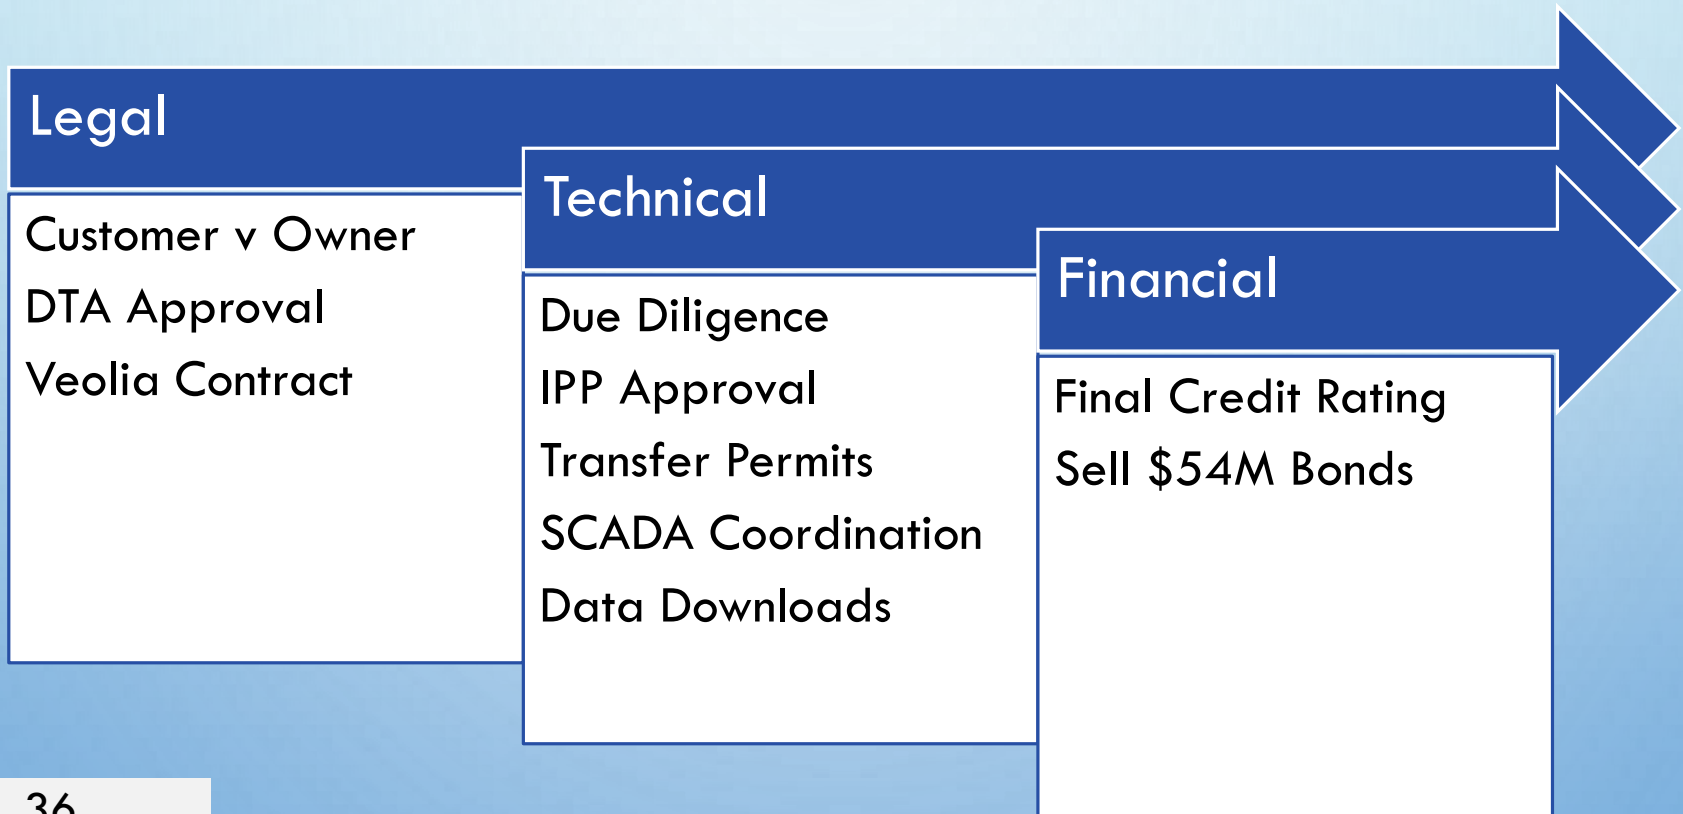 Legal
Customer v Owner
DTA Approval
Veolia Contract
Technical
Due Diligence
IPP Approval
Transfer Permits
SCADA Coordination
Data Downloads
Financial
Final Credit Rating
Sell $54M Bonds
36